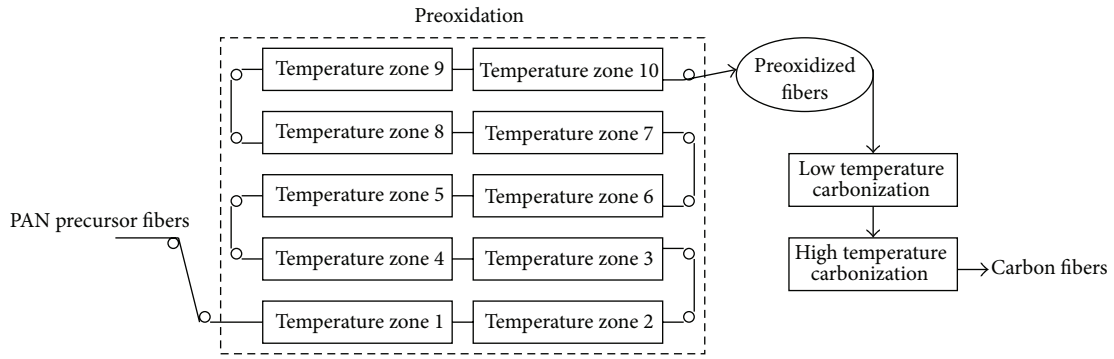 Preoxidation
Temperature zone 9
Temperature zone 10
Preoxidized
fibers
Temperature zone 8
Temperature zone 7
Low temperature
carbonization
Temperature zone 5
Temperature zone 6
PAN precursor fibers
Temperature zone 4
Temperature zone 3
High temperature
carbonization
Carbon fibers
Temperature zone 1
Temperature zone 2